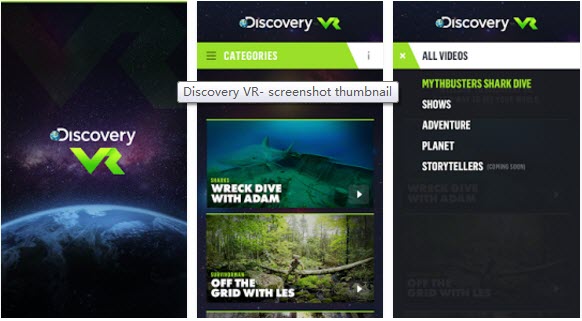 Discovery
VR
Discovery VR
CATEGORIES
i
Discovery VR- screenshot thumbnail
SHARKS
WRECK DIVE
WITH ADAM
SURVIVORMAN
OFF THE
GRID WITH LES
Discovery VR
× ALL VIDEOS
MYTHBUSTERS SHARK DIVE
SHOWS
ADVENTURE
PLANET
STORYTELLERS (COMING SOON)
WRECK DIVE
WITH ADAM
OFF THE
GRID WITH LES